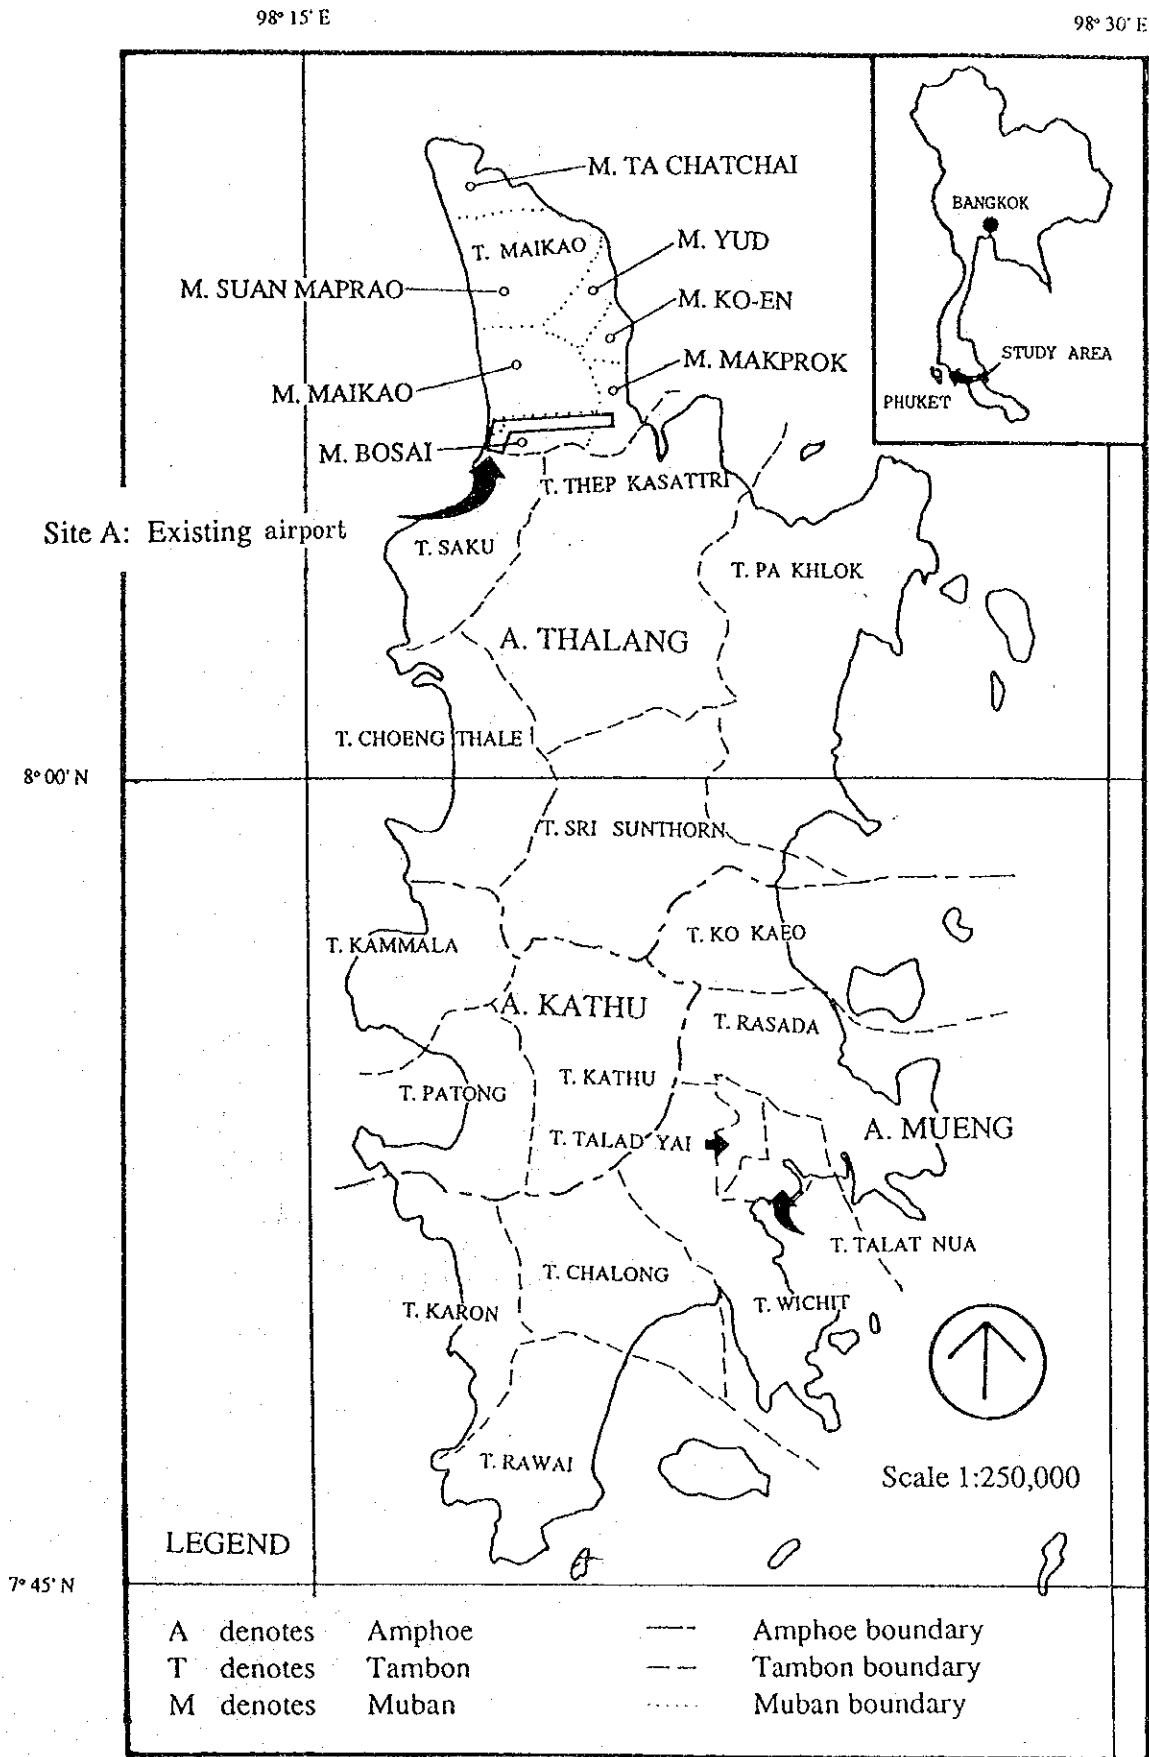 98° 15' E
98° 30' E
M. TA CHATCHAI
T. MAIKAO
M. YUD
M. SUAN MAPRAO
M. KO-EN
M. MAKPROK
M. MAIKAO
M. BOSAI
BANGKOK
STUDY AREA
PHUKET
T. THEP KASATTRI
Site A: Existing airport
T. SAKU
T. PA KHLOK
A. THALANG
T. CHOENG THALE
8° 00' N
T. SRI SUNTHORN
T. KO KAEO
T. KAMMALA
A. KATHU
T. RASADA
T. KATHU
T. PATONG
A. MUENG
T. TALAD YAI
T. TALAT NUA
T. CHALONG
T. WICHIT
T. KARON
T. RAWAI
Scale 1:250,000
LEGEND
7° 45' N
A denotes Amphoe
Amphoe boundary
T denotes Tambon
Tambon boundary
M denotes Muban
Muban boundary